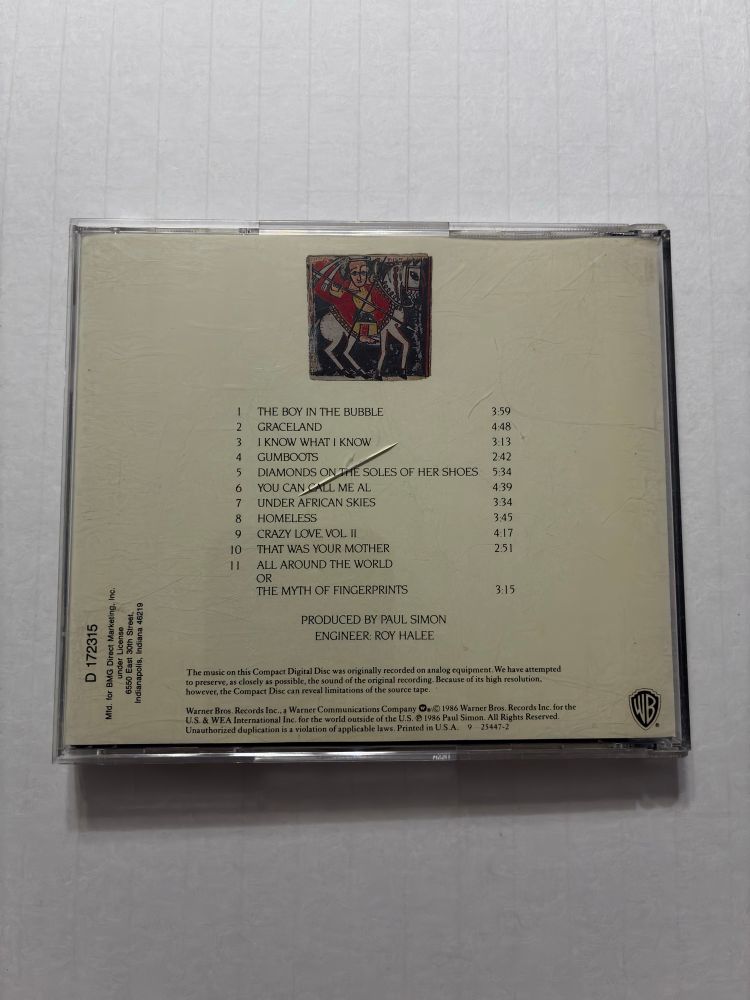 1 THE BOY IN THE BUBBLE 3:59
2 GRACELAND 4:48
3 I KNOW WHAT I KNOW 3:13
4 GUMBOOTS 2:42
5 DIAMONDS ON THE SOLES OF HER SHOES 5:34
6 YOU CAN CALL ME AL 4:39
7 UNDER AFRICAN SKIES 3:34
8 HOMELESS 3:45
9 CRAZY LOVE, VOL. II 4:17
10 THAT WAS YOUR MOTHER 2:51
11 ALL AROUND THE WORLD
OR
THE MYTH OF FINGERPRINTS 3:15
PRODUCED BY PAUL SIMON
ENGINEER: ROY HALEE
D 172315
Mfd. for BMG Direct Marketing, Inc.
under License
6550 East 30th Street,
Indianapolis, Indiana 46219
The music on this Compact Digital Disc was originally recorded on analog equipment. We have attempted
to preserve, as closely as possible, the sound of the original recording. Because of its high resolution,
however, the Compact Disc can reveal limitations of the source tape.
Warner Bros. Records Inc., a Warner Communications Company © 1986 Warner Bros. Records Inc. for the
U.S. & WEA International Inc. for the world outside of the U.S. ℗ 1986 Paul Simon. All Rights Reserved.
Unauthorized duplication is a violation of applicable laws. Printed in U.S.A. 9 25447-2
WB